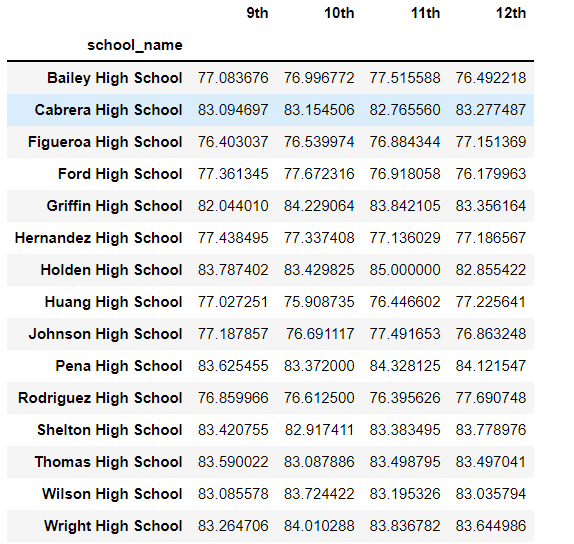 9th 10th 11th 12th
school_name
Bailey High School 77.083676 76.996772 77.515588 76.492218
Cabrera High School 83.094697 83.154506 82.765560 83.277487
Figueroa High School 76.403037 76.539974 76.884344 77.151369
Ford High School 77.361345 77.672316 76.918058 76.179963
Griffin High School 82.044010 84.229064 83.842105 83.356164
Hernandez High School 77.438495 77.337408 77.136029 77.186567
Holden High School 83.787402 83.429825 85.000000 82.855422
Huang High School 77.027251 75.908735 76.446602 77.225641
Johnson High School 77.187857 76.691117 77.491653 76.863248
Pena High School 83.625455 83.372000 84.328125 84.121547
Rodriguez High School 76.859966 76.612500 76.395626 77.690748
Shelton High School 83.420755 82.917411 83.383495 83.778976
Thomas High School 83.590022 83.087886 83.498795 83.497041
Wilson High School 83.085578 83.724422 83.195326 83.035794
Wright High School 83.264706 84.010288 83.836782 83.644986